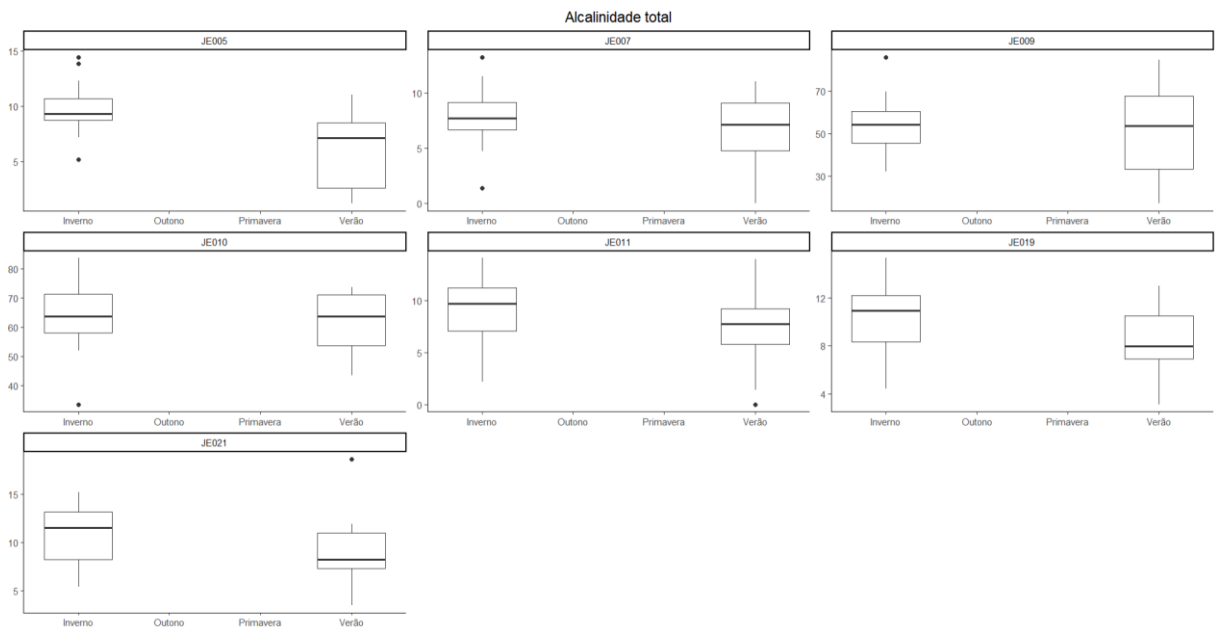 Alcalinidade total
JE005
JE007
JE009
15
10
5
10
5
0
70
50
30
Inverno Outono Primavera Verão
Inverno Outono Primavera Verão
Inverno Outono Primavera Verão
JE010
JE011
JE019
80
70
60
50
40
10
5
0
12
8
4
Inverno Outono Primavera Verão
Inverno Outono Primavera Verão
Inverno Outono Primavera Verão
JE021
15
10
5
Inverno Outono Primavera Verão